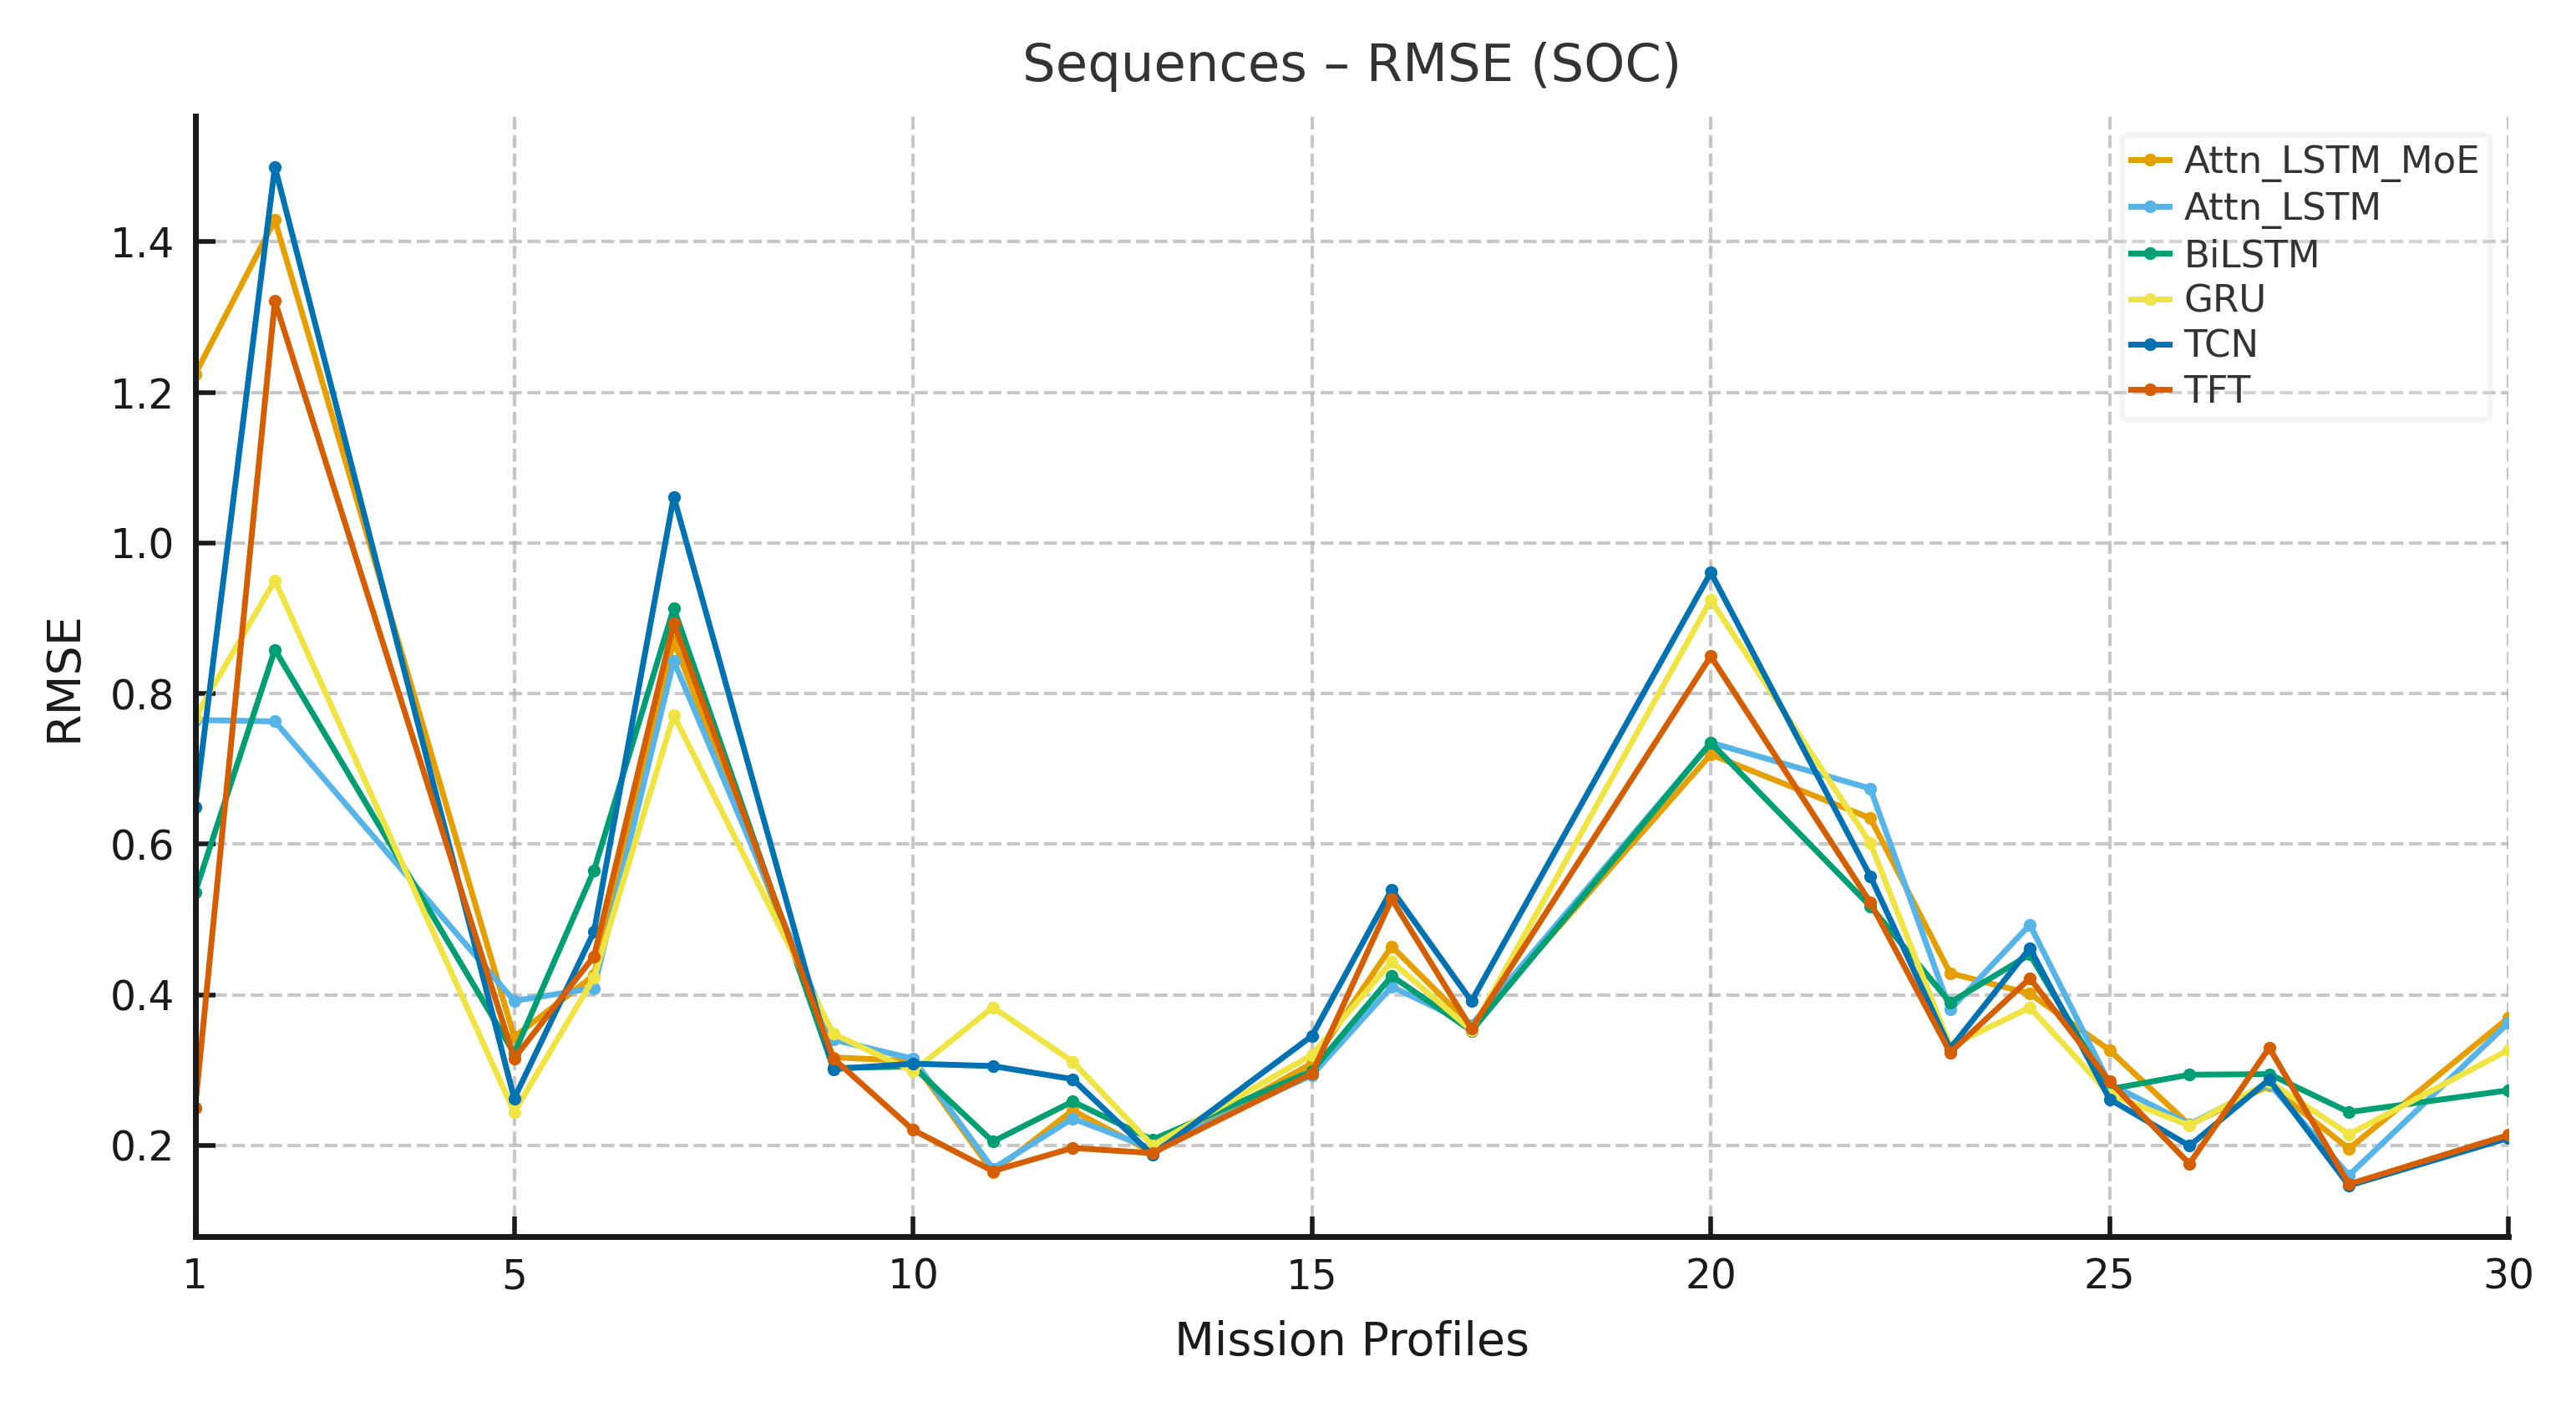 Sequences – RMSE (SOC)
Attn_LSTM_MoE
Attn_LSTM
BiLSTM
GRU
TCN
TFT
1.4
1.2
1.0
0.8
0.6
0.4
0.2
RMSE
1 5 10 15 20 25 30
Mission Profiles